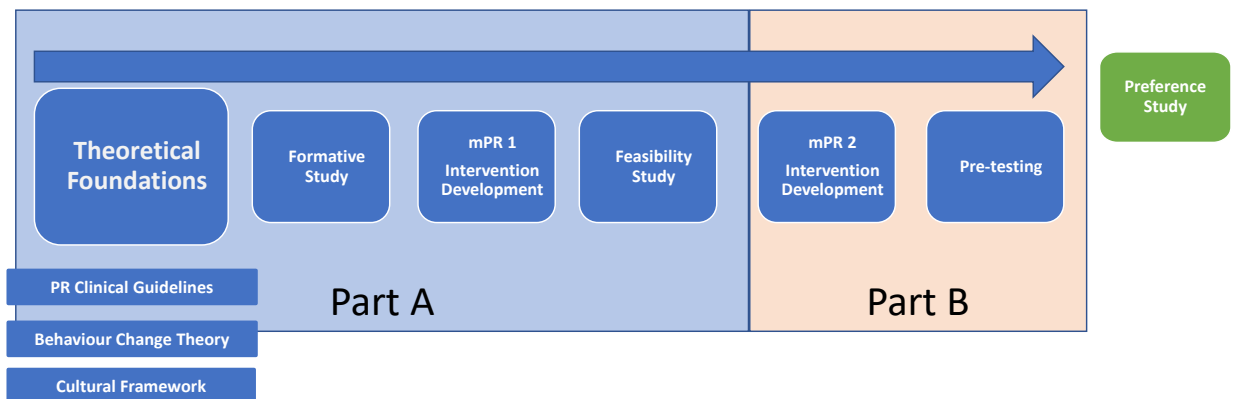 Theoretical
Foundations
Formative
Study
mPR 1
Intervention
Development
Feasibility
Study
mPR 2
Intervention
Development
Pre-testing
Preference
Study
PR Clinical Guidelines
Behaviour Change Theory
Cultural Framework
Part A
Part B